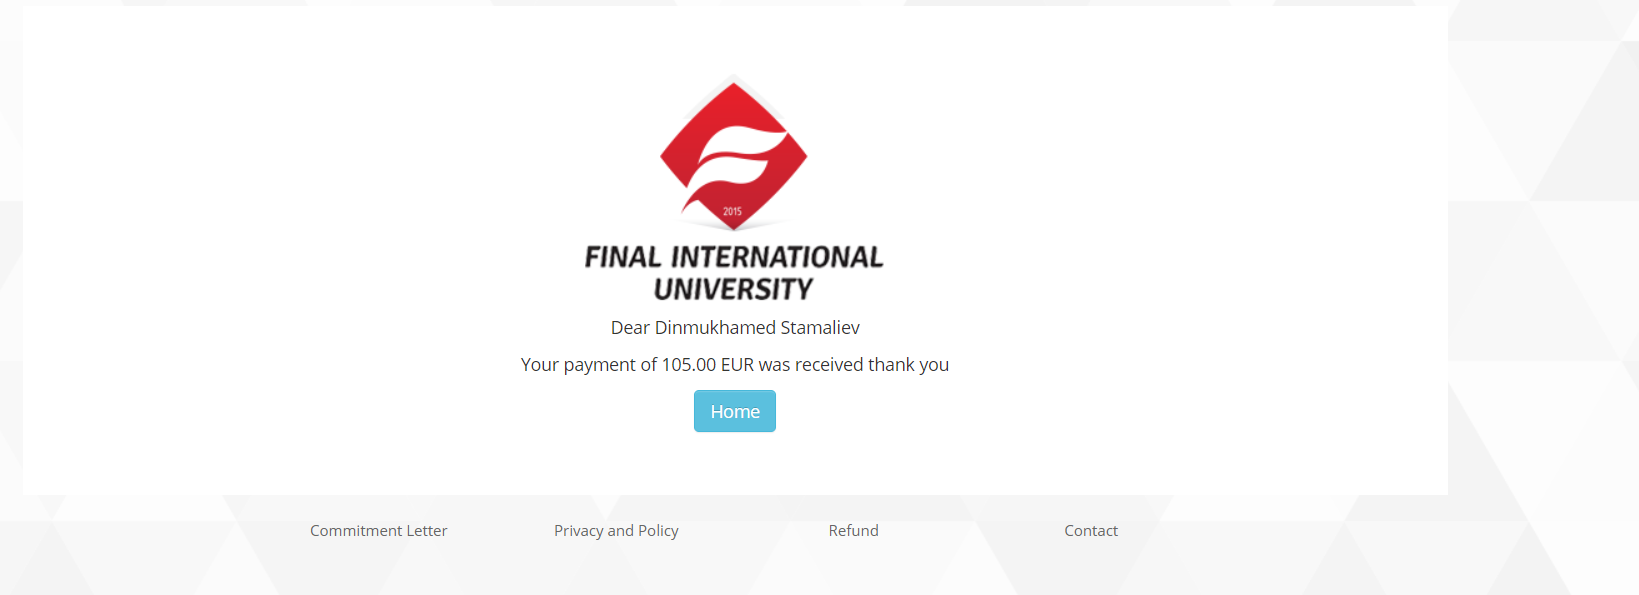 2015
FINAL INTERNATIONAL
UNIVERSITY
Dear Dinmukhamed Stamaliev
Your payment of 105.00 EUR was received thank you
Home
Commitment Letter
Privacy and Policy
Refund
Contact